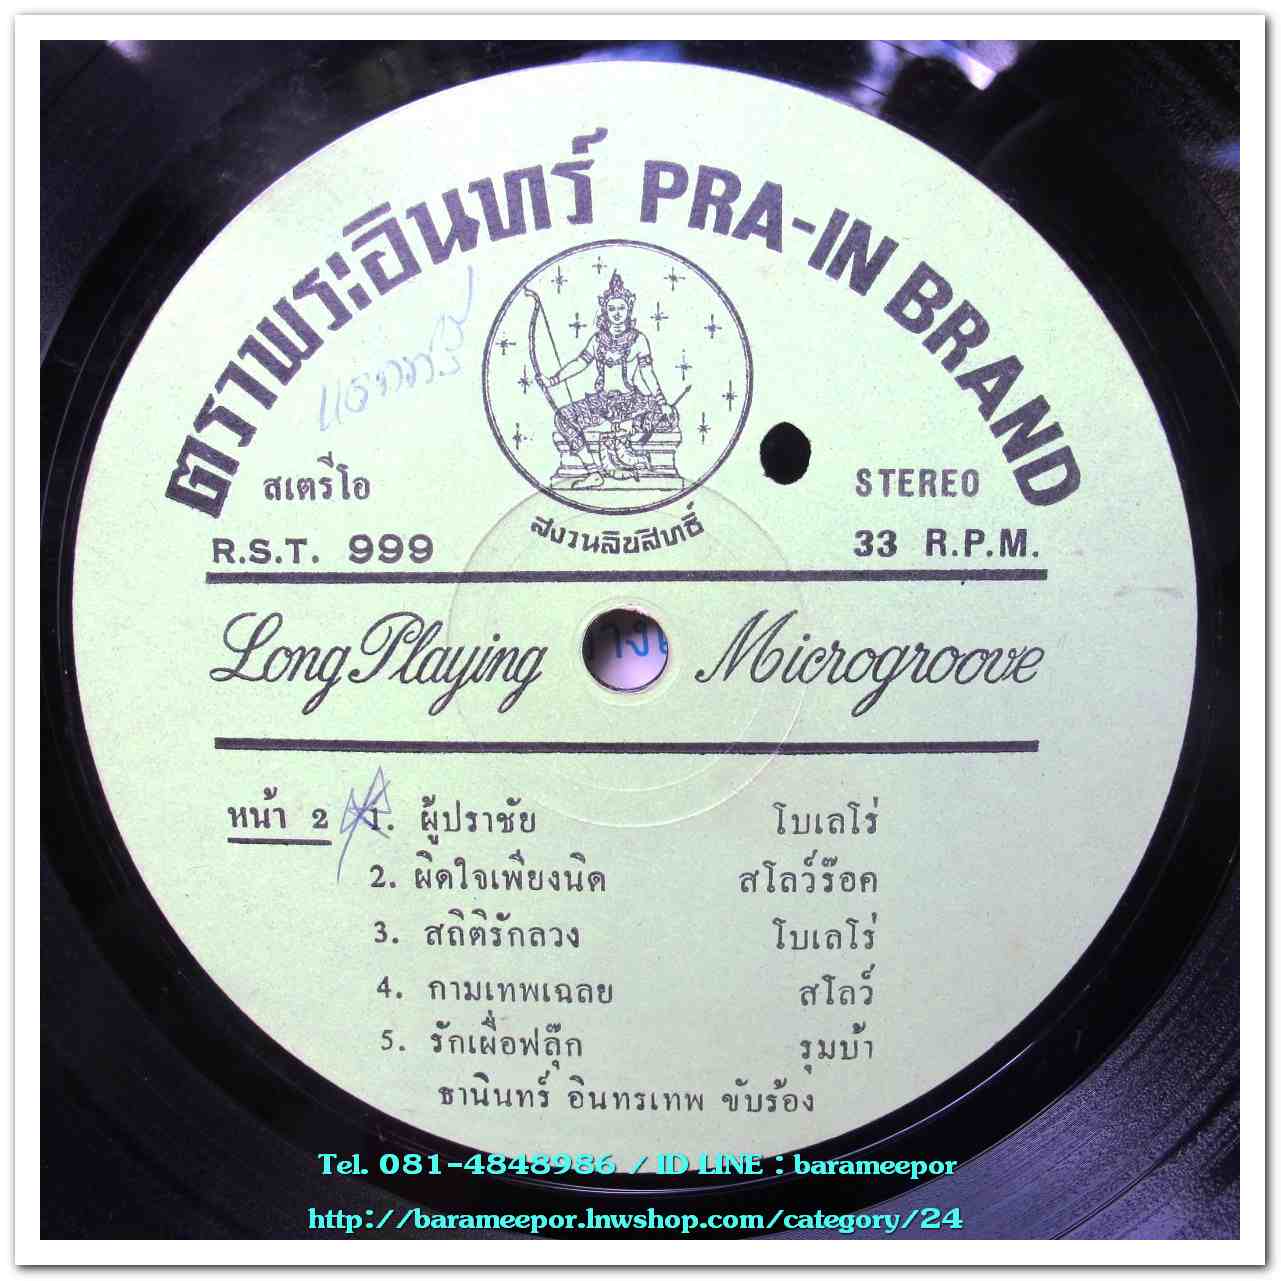 ตราพระอินทร์ PRA-IN BRAND
สเตรีโอ STEREO
สงวนลิขสิทธิ์
R.S.T. 999 33 R.P.M.
Long Playing Microgroove
หน้า 2 1. ผู้ปราชัย โบเลโร่
2. ผิดใจเพียงนิด สโลว์ร๊อค
3. สถิติรักลวง โบเลโร่
4. กามเทพเฉลย สโลว์
5. รักเผื่อฟลุ๊ก รุมบ้า
ธานินทร์ อินทรเทพ ขับร้อง
Tel. 081-4848986 / ID LINE : barameepor
http://barameepor.lnwshop.com/category/24